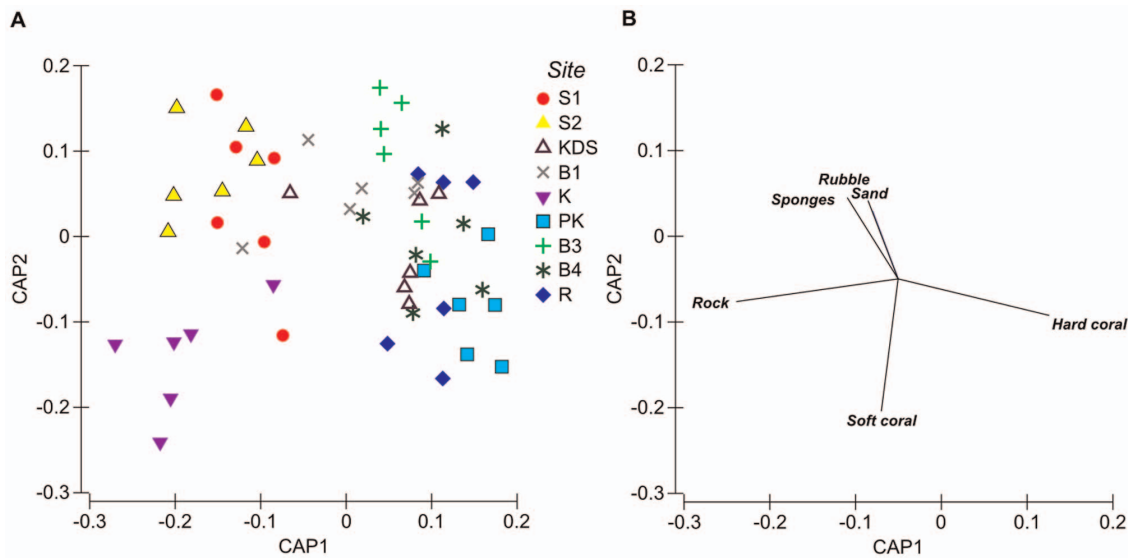 A
B
0.2
0.1
0
-0.1
-0.2
-0.3
CAP2
-0.3
-0.2
-0.1
0
0.1
0.2
CAP1
Site
S1
S2
KDS
B1
K
PK
B3
B4
R
0.2
0.1
0
-0.1
-0.2
-0.3
CAP2
Rubble
Sponges
Sand
Rock
Hard coral
Soft coral
-0.3
-0.2
-0.1
0
0.1
0.2
CAP1